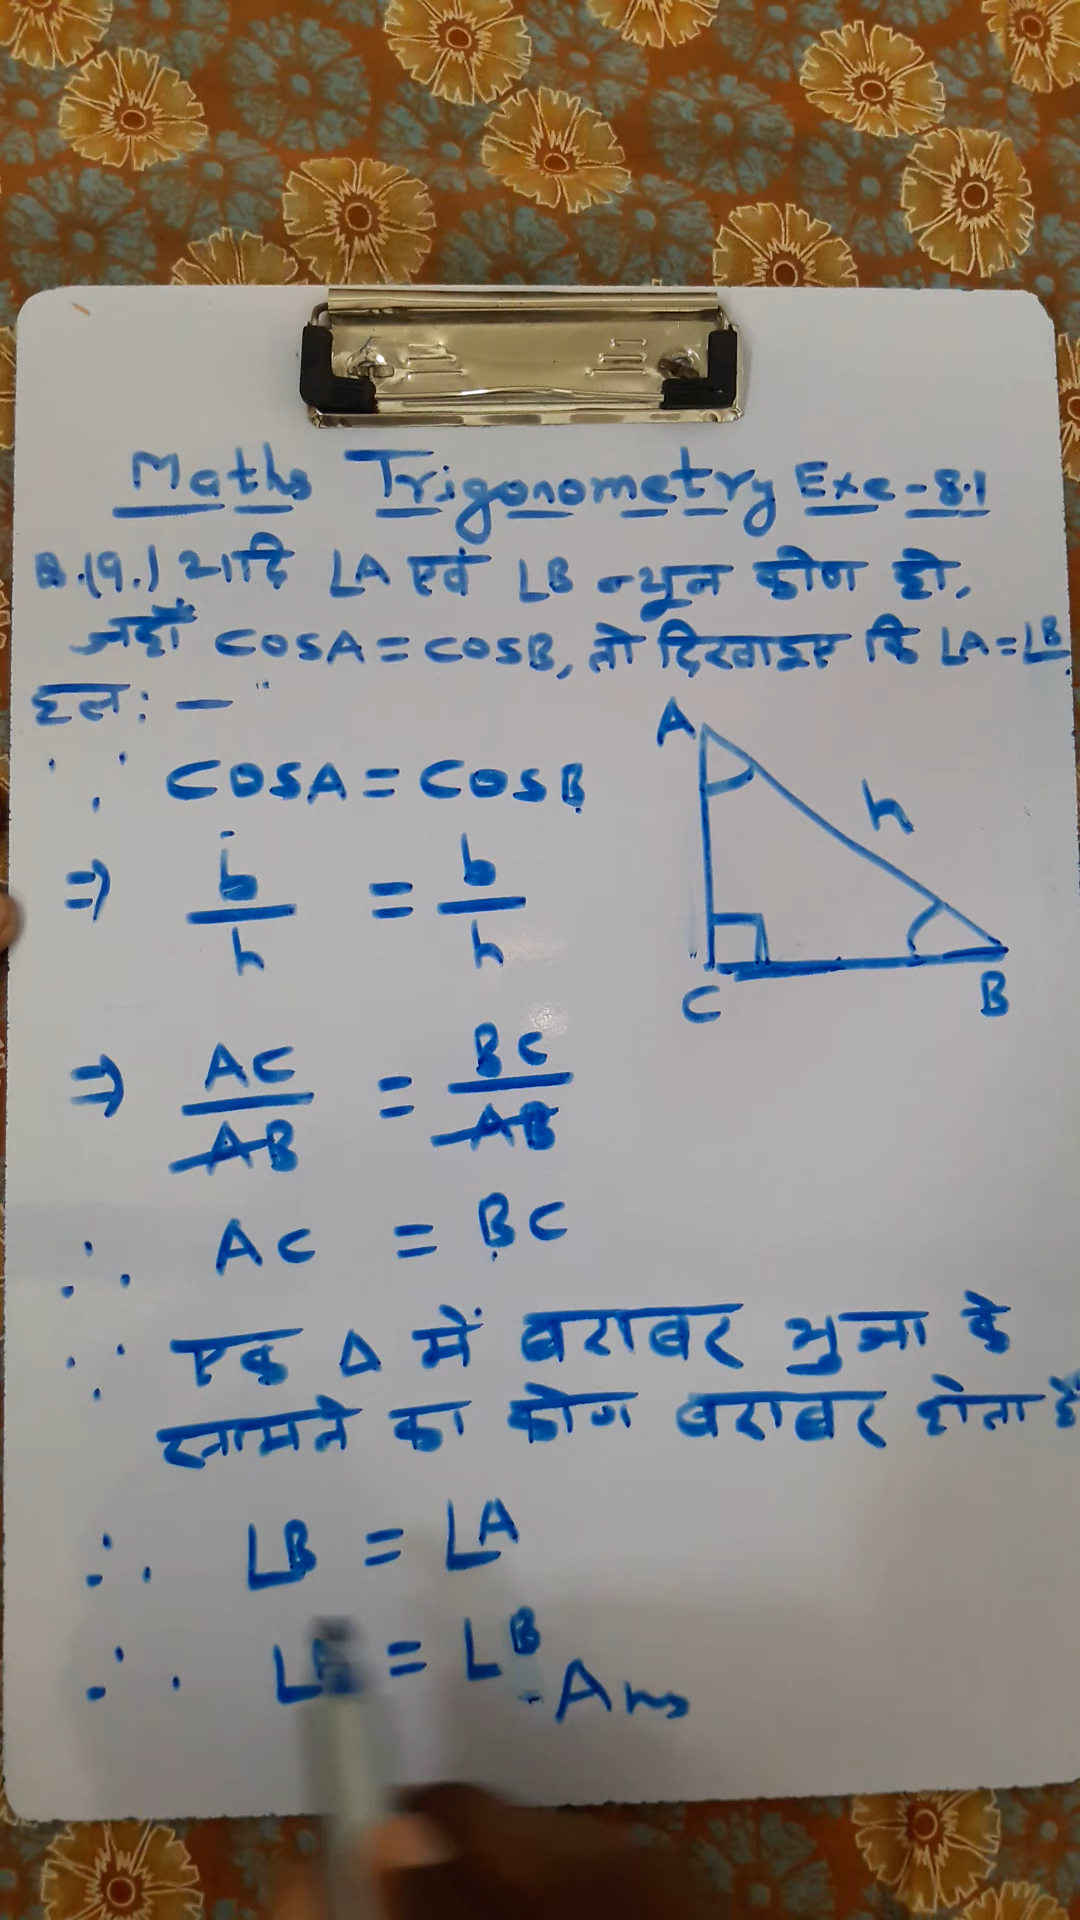 Maths Trigonometry Exe-8.1
Q.(9.) यदि ∠A एवं ∠B न्यून कोण हो,
जहाँ COSA = COSB, तो दिखाइए कि ∠A = ∠B
हल: —
∵ COSA = COSB
A
h
⇒ b/h = b/h
C B
⇒ AC/AB = BC/AB
∴ AC = BC
∵ एक Δ में बराबर भुजा के
सामने का कोण बराबर होता है
∴ ∠B = ∠A
∴ ∠ = ∠B Ans